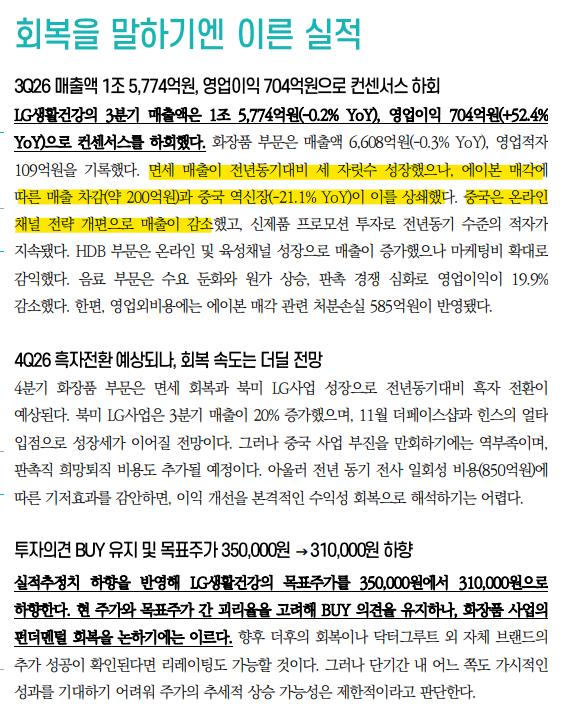 회복을 말하기엔 이른 실적
3Q26 매출액 1조 5,774억원, 영업이익 704억원으로 컨센서스 하회
LG생활건강의 3분기 매출액은 1조 5,774억원(-0.2% YoY), 영업이익 704억원(+52.4%
YoY)으로 컨센서스를 하회했다. 화장품 부문은 매출액 6,608억원(-0.3% YoY), 영업적자
109억원을 기록했다. 면세 매출이 전년동기대비 세 자릿수 성장했으나, 에이본 매각에
따른 매출 차감(약 200억원)과 중국 역신장(-21.1% YoY)이 이를 상쇄했다. 중국은 온라인
채널 전략 개편으로 매출이 감소했고, 신제품 프로모션 투자로 전년동기 수준의 적자가
지속됐다. HDB 부문은 온라인 및 육성채널 성장으로 매출이 증가했으나 마케팅비 확대로
감익했다. 음료 부문은 수요 둔화와 원가 상승, 판촉 경쟁 심화로 영업이익이 19.9%
감소했다. 한편, 영업외비용에는 에이본 매각 관련 처분손실 585억원이 반영됐다.
4Q26 흑자전환 예상되나, 회복 속도는 더딜 전망
4분기 화장품 부문은 면세 회복과 북미 LG사업 성장으로 전년동기대비 흑자 전환이
예상된다. 북미 LG사업은 3분기 매출이 20% 증가했으며, 11월 더페이스샵과 힌스의 얼타
입점으로 성장세가 이어질 전망이다. 그러나 중국 사업 부진을 만회하기에는 역부족이며,
판촉직 희망퇴직 비용도 추가될 예정이다. 아울러 전년 동기 전사 일회성 비용(850억원)에
따른 기저효과를 감안하면, 이익 개선을 본격적인 수익성 회복으로 해석하기는 어렵다.
투자의견 BUY 유지 및 목표주가 350,000원 →310,000원 하향
실적추정치 하향을 반영해 LG생활건강의 목표주가를 350,000원에서 310,000원으로
하향한다. 현 주가와 목표주가 간 괴리율을 고려해 BUY 의견을 유지하나, 화장품 사업의
펀더멘털 회복을 논하기에는 이르다. 향후 더후의 회복이나 닥터그루트 외 자체 브랜드의
추가 성공이 확인된다면 리레이팅도 가능할 것이다. 그러나 단기간 내 어느 쪽도 가시적인
성과를 기대하기 어려워 주가의 추세적 상승 가능성은 제한적이라고 판단한다.